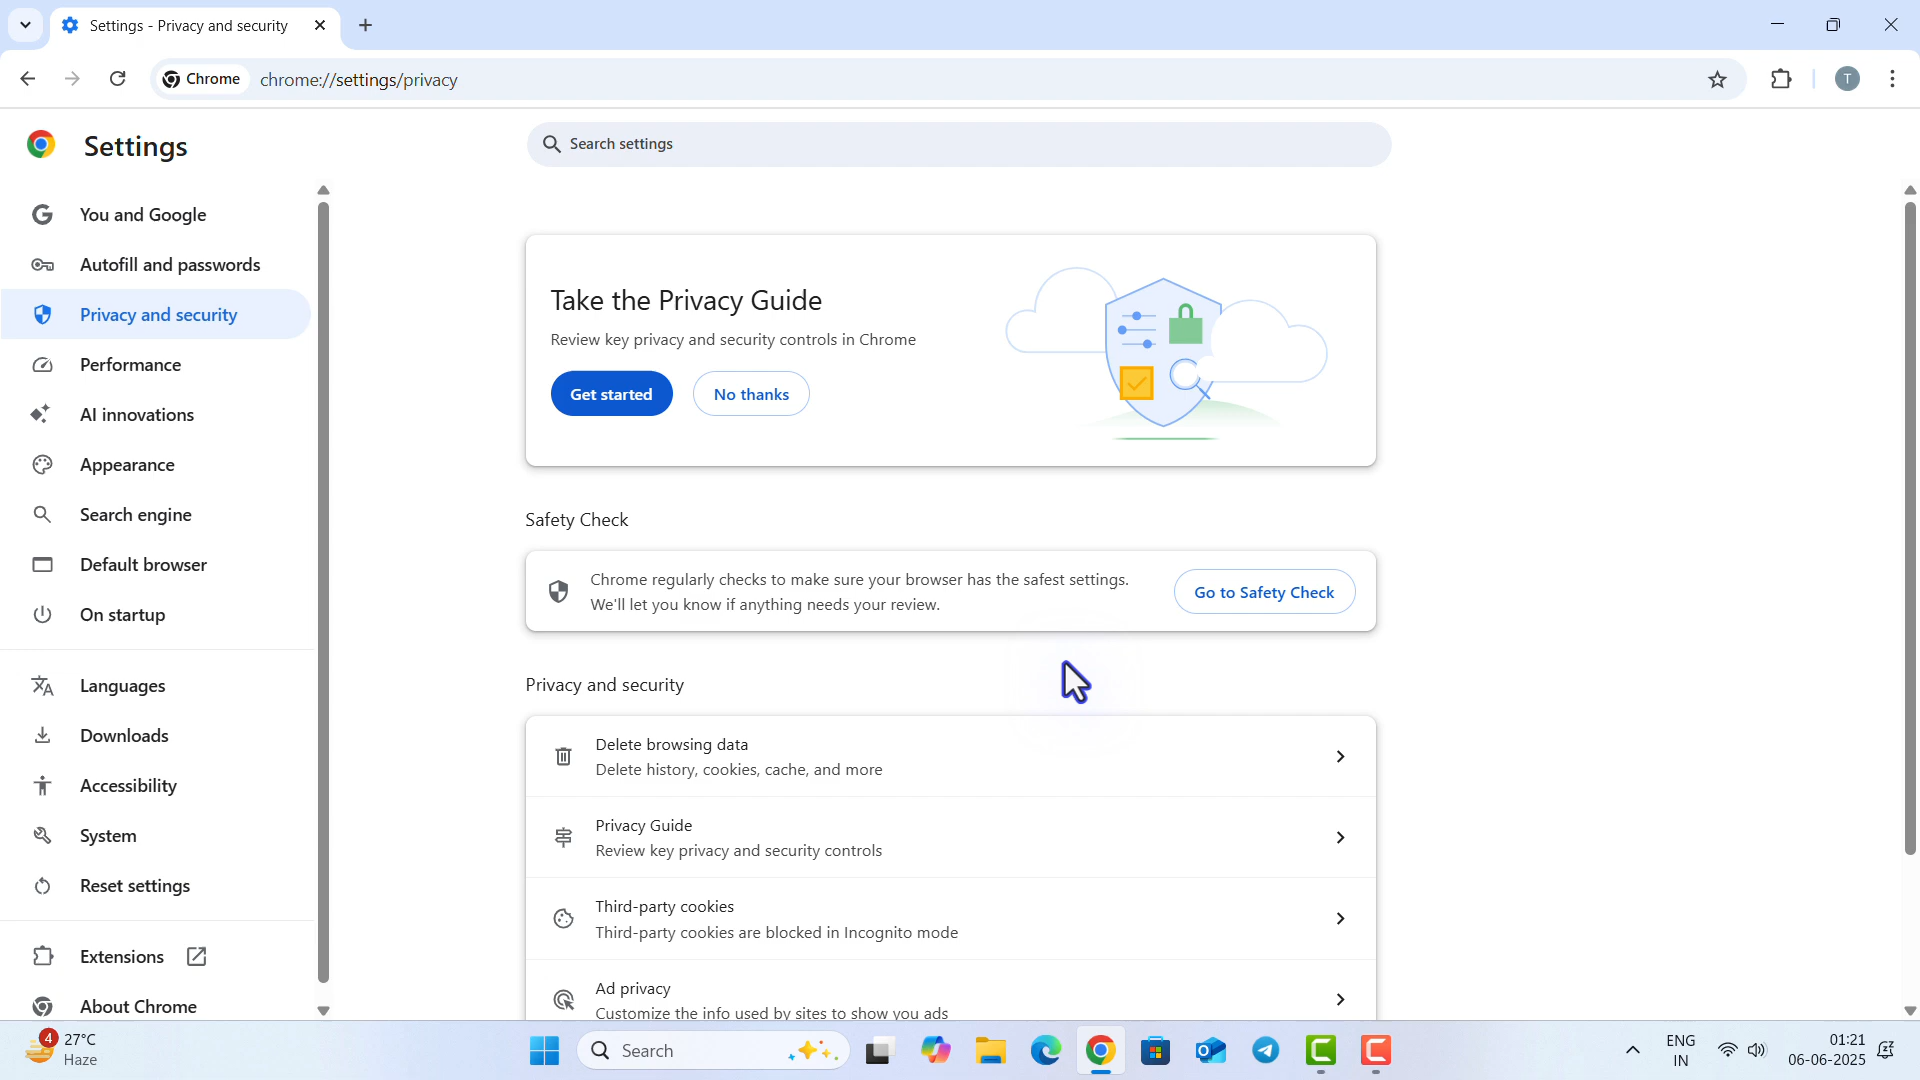 Settings - Privacy and security
Chrome
chrome://settings/privacy
T
Settings
Search settings
You and Google
Autofill and passwords
Privacy and security
Performance
AI innovations
Appearance
Search engine
Default browser
On startup
Languages
Downloads
Accessibility
System
Reset settings
Extensions
About Chrome
Take the Privacy Guide
Review key privacy and security controls in Chrome
Get started
No thanks
Safety Check
Chrome regularly checks to make sure your browser has the safest settings.
We'll let you know if anything needs your review.
Go to Safety Check
Privacy and security
Delete browsing data
Delete history, cookies, cache, and more
Privacy Guide
Review key privacy and security controls
Third-party cookies
Third-party cookies are blocked in Incognito mode
Ad privacy
Customize the info used by sites to show you ads
4
27°C
Haze
Search
ENG
IN
01:21
06-06-2025